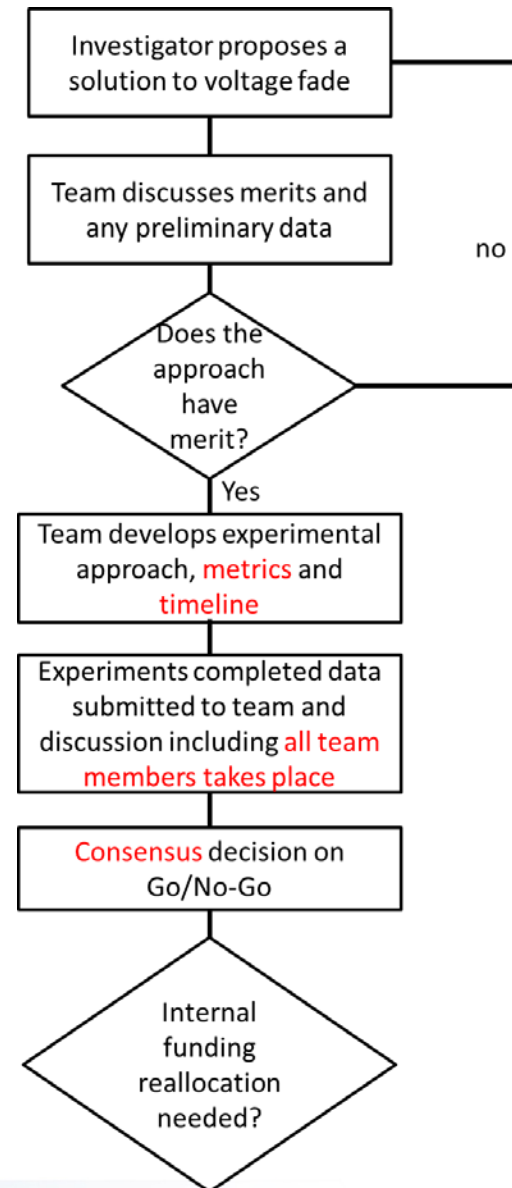 Investigator proposes a
solution to voltage fade
Team discusses merits and
any preliminary data
no
Does the
approach
have
merit?
Yes
Team develops experimental
approach, metrics and
timeline
Experiments completed data
submitted to team and
discussion including all team
members takes place
Consensus decision on
Go/No-Go
Internal
funding
reallocation
needed?